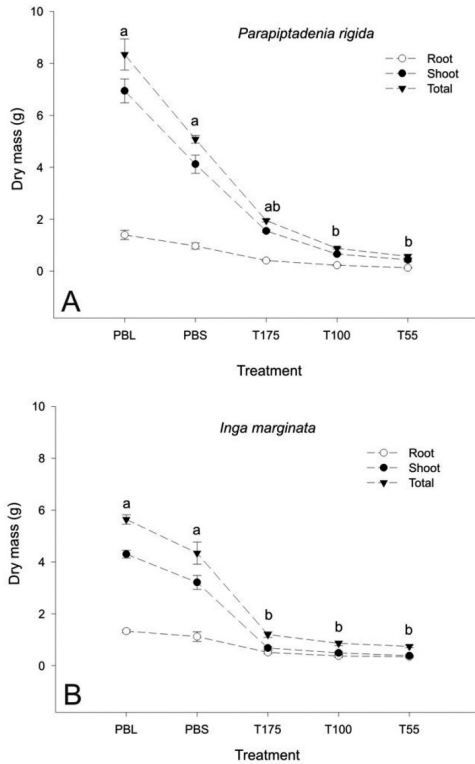 10
8
6
4
2
0
Dry mass (g)
Parapiptadenia rigida
Root
Shoot
Total
a
a
ab
b
b
A
PBL PBS T175 T100 T55
Treatment
10
8
6
4
2
0
Dry mass (g)
Inga marginata
Root
Shoot
Total
a
a
b
b
b
B
PBL PBS T175 T100 T55
Treatment